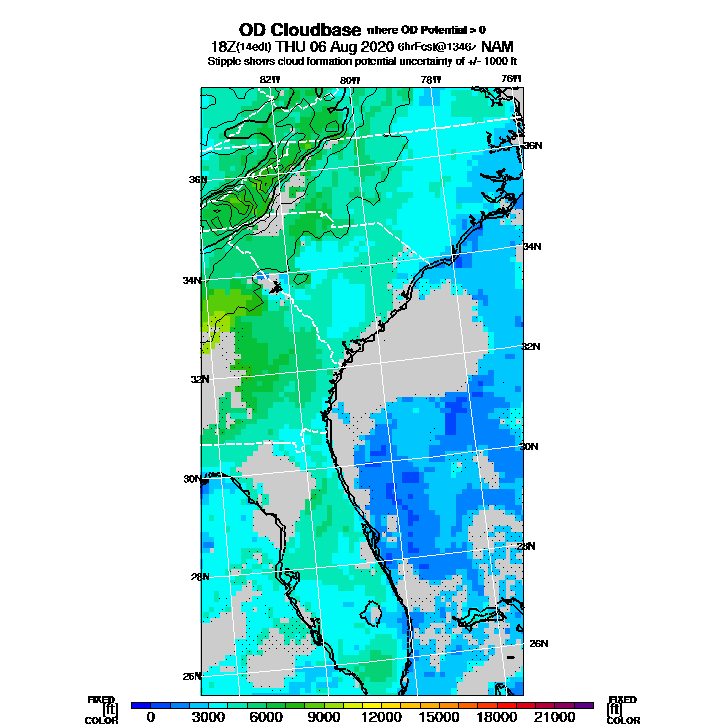 OD Cloudbase where OD Potential > 0
18Z(14edt) THU 06 Aug 2020 6hrFcst@1346z NAM
Stipple shows cloud formation potential uncertainty of +/- 1000 ft
82W 80W 78W 76W
36N
36N
34N
34N
32N
32N
30N
30N
28N
28N
26N
26N
FIXED FIXED
[ft] [ft]
COLOR COLOR
0 3000 6000 9000 12000 15000 18000 21000